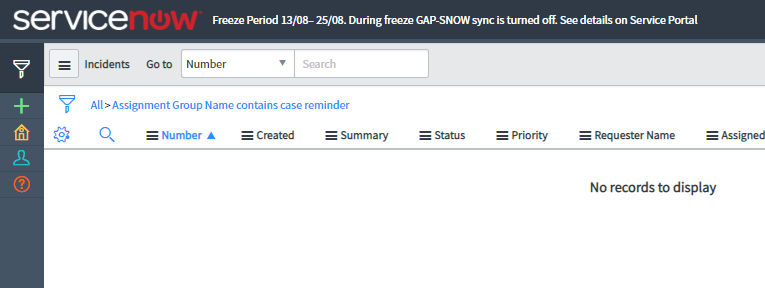 servicenow Freeze Period 13/08– 25/08. During freeze GAP-SNOW sync is turned off. See details on Service Portal
Incidents Go to Number Search
All > Assignment Group Name contains case reminder
Number Created Summary Status Priority Requester Name Assigned
No records to display